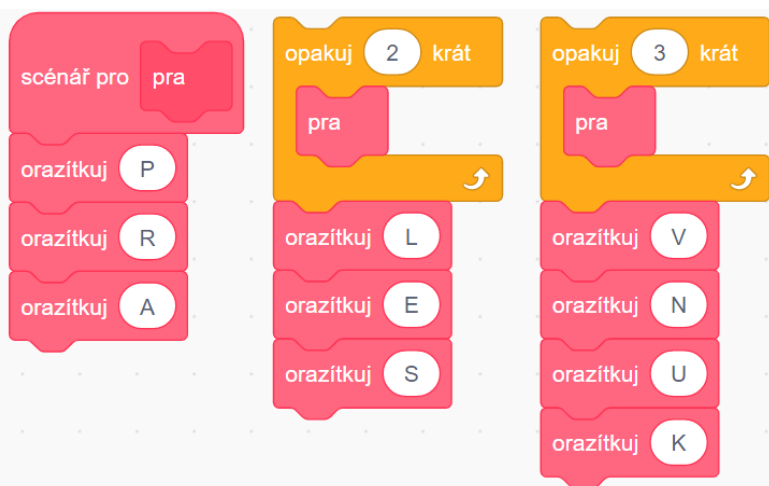 scénář pro pra
orazítkuj P
orazítkuj R
orazítkuj A
opakuj 2 krát
pra
orazítkuj L
orazítkuj E
orazítkuj S
opakuj 3 krát
pra
orazítkuj V
orazítkuj N
orazítkuj U
orazítkuj K